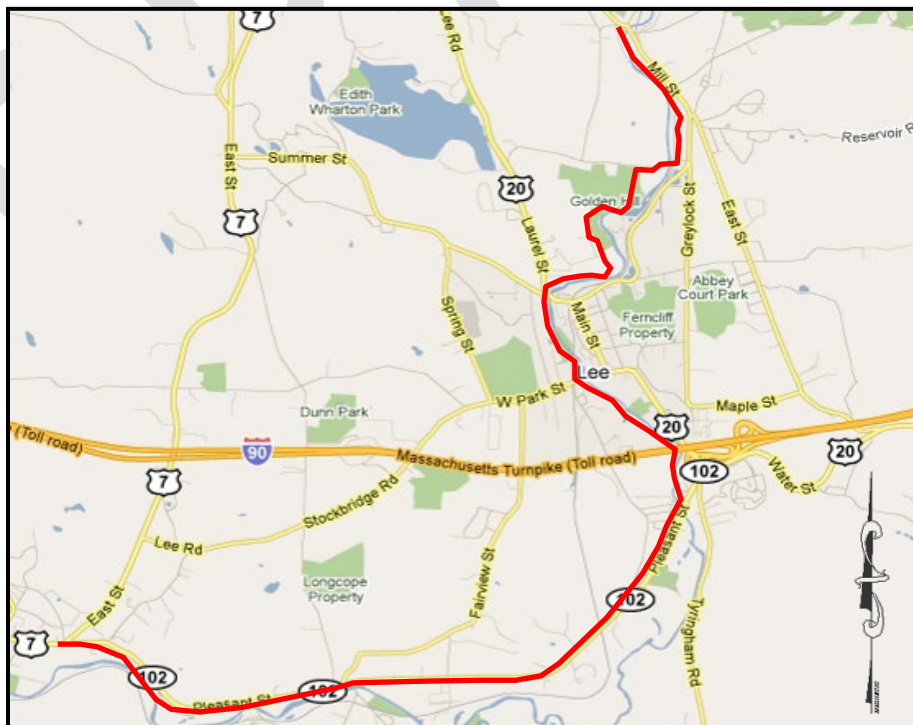 7
7
Lee Rd
Mill St
Edith
Wharton Park
Reservoir R
East St
Summer St
20
Golden Hill
Greylock St
East St
7
Laurel St
Abbey
Court Park
Spring St
Main St
Ferncliff
Property
Lee
W Park St
Maple St
Dunn Park
20
(Toll road)
90
Massachusetts Turnpike (Toll road)
102
20
Water St
7
Stockbridge Rd
Pleasant St
Lee Rd
Fairview St
Longcope
Property
102
East St
Tyringham Rd
7
102
Pleasant St
102